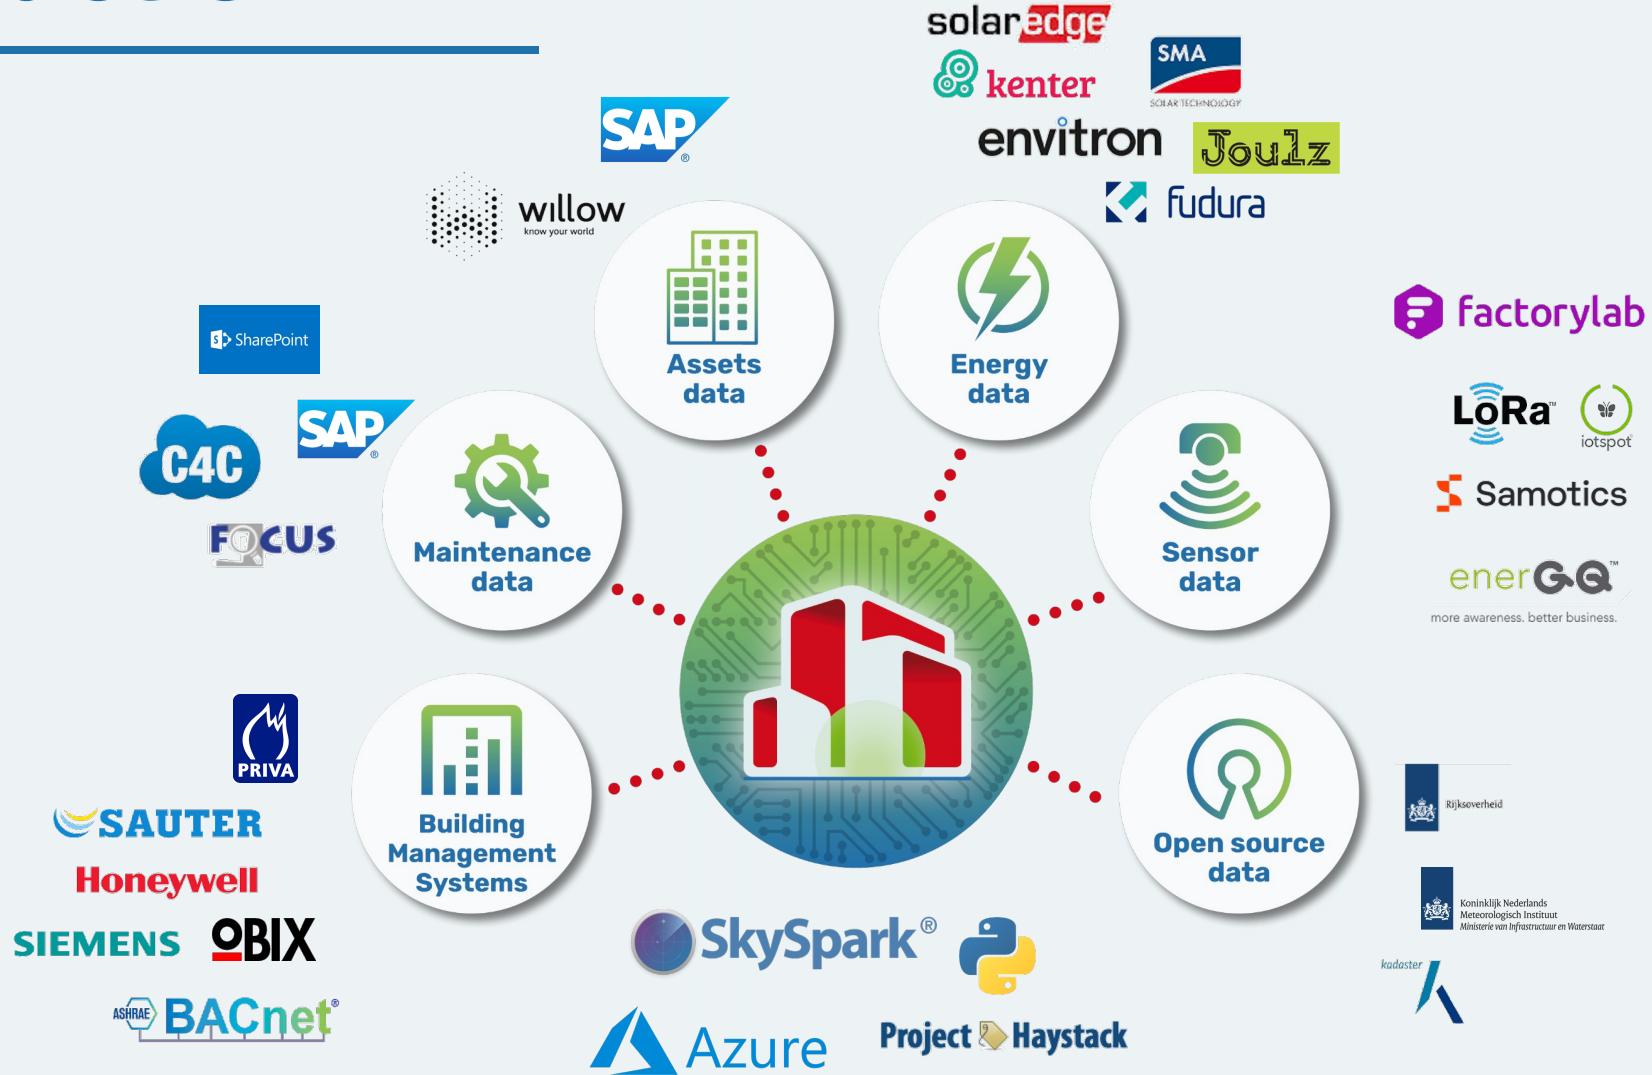 solaredge
kenter
SMA
SOLAR TECHNOLOGY
SAP®
envitron
Joulz
willow
know your world
fudura
Assets
data
Energy
data
factorylab
SharePoint
SAP®
LoRa™
iotspot
C4C
Samotics
FOCUS
Maintenance
data
Sensor
data
enerGQ™
more awareness. better business.
PRIVA
SAUTER
Honeywell
SIEMENS
OBIX
ASHRAE BACnet®
Building
Management
Systems
Open source
data
Rijksoverheid
Koninklijk Nederlands
Meteorologisch Instituut
Ministerie van Infrastructuur en Waterstaat
kadaster
SkySpark®
Azure
Project Haystack